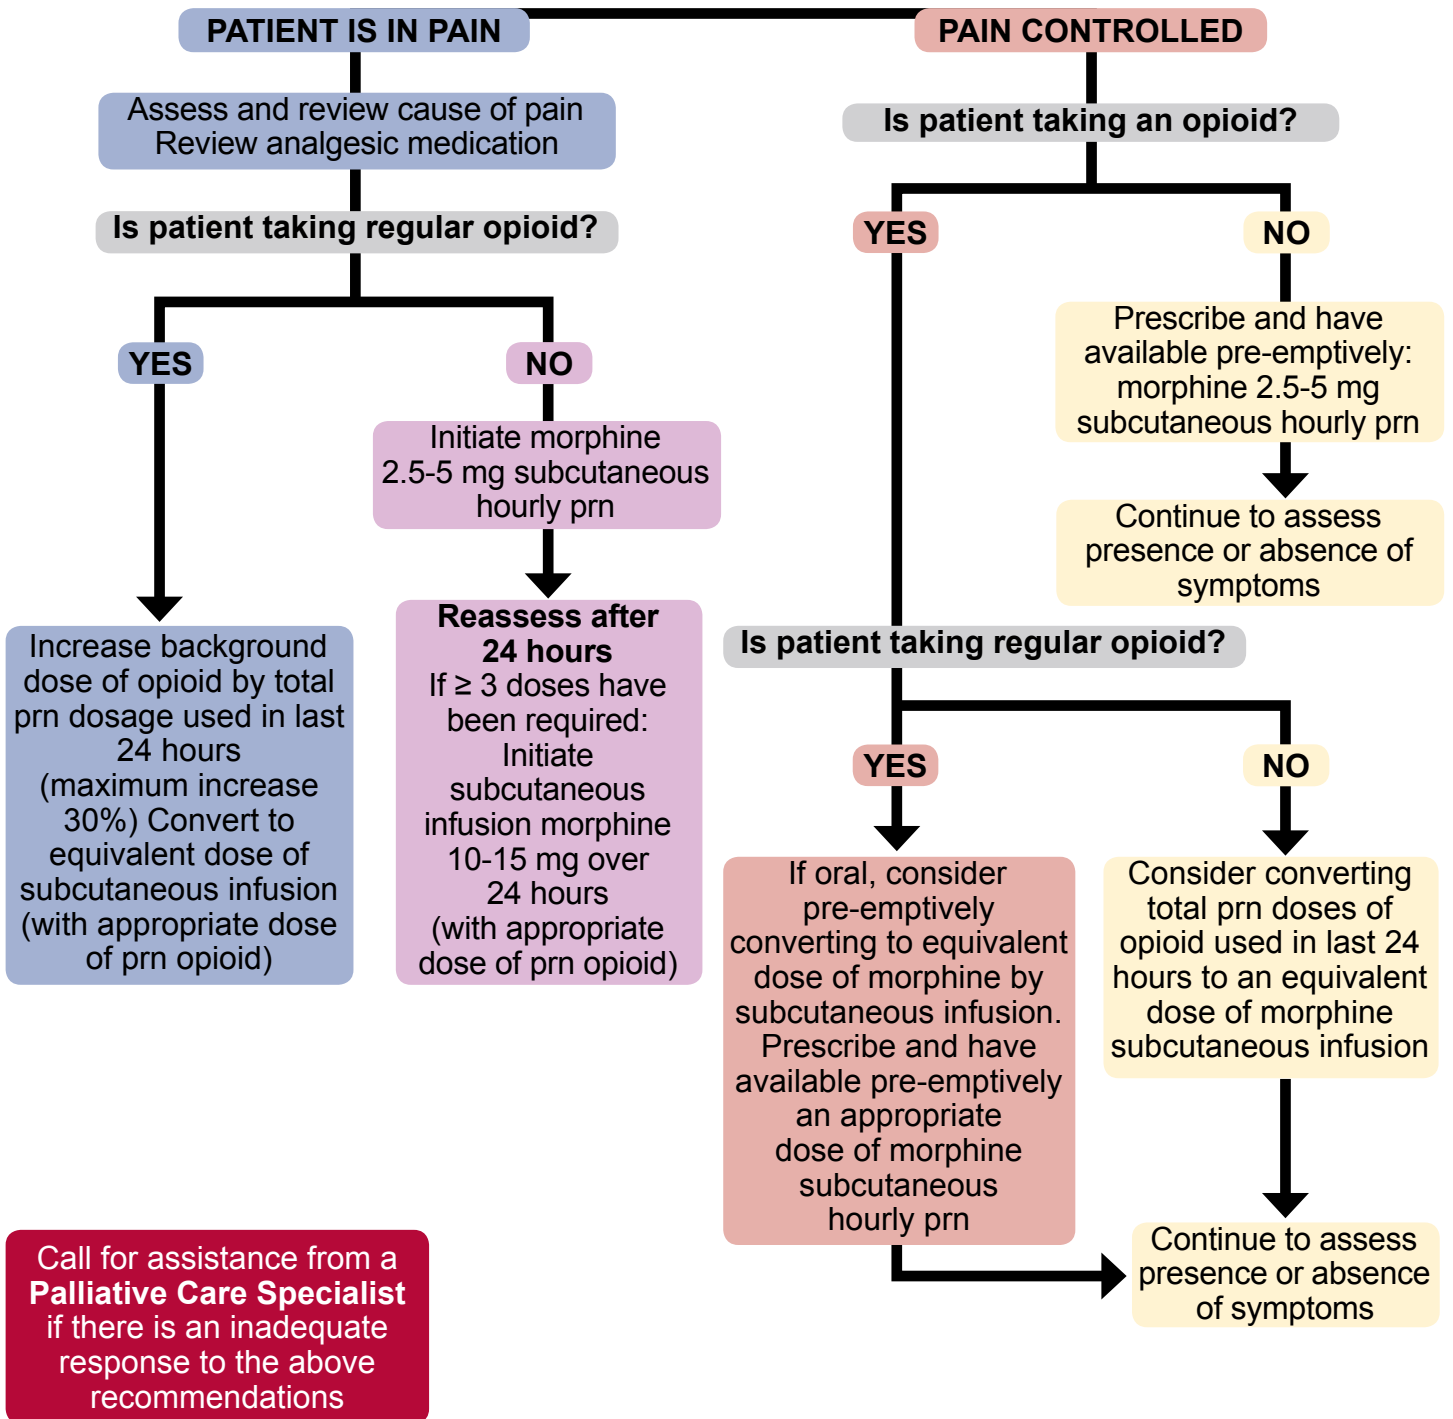 PATIENT IS IN PAIN
Assess and review cause of pain
Review analgesic medication
Is patient taking regular opioid?
YES
Increase background
dose of opioid by total
prn dosage used in last
24 hours
(maximum increase
30%) Convert to
equivalent dose of
subcutaneous infusion
(with appropriate dose
of prn opioid)
NO
Initiate morphine
2.5-5 mg subcutaneous
hourly prn
Reassess after
24 hours
If ≥ 3 doses have
been required:
Initiate
subcutaneous
infusion morphine
10-15 mg over
24 hours
(with appropriate
dose of prn opioid)
PAIN CONTROLLED
Is patient taking an opioid?
YES
NO
Prescribe and have
available pre-emptively:
morphine 2.5-5 mg
subcutaneous hourly prn
Continue to assess
presence or absence of
symptoms
Is patient taking regular opioid?
YES
If oral, consider
pre-emptively
converting to equivalent
dose of morphine by
subcutaneous infusion.
Prescribe and have
available pre-emptively
an appropriate
dose of morphine
subcutaneous
hourly prn
NO
Consider converting
total prn doses of
opioid used in last 24
hours to an equivalent
dose of morphine
subcutaneous infusion
Continue to assess
presence or absence
of symptoms
Call for assistance from a
Palliative Care Specialist
if there is an inadequate
response to the above
recommendations